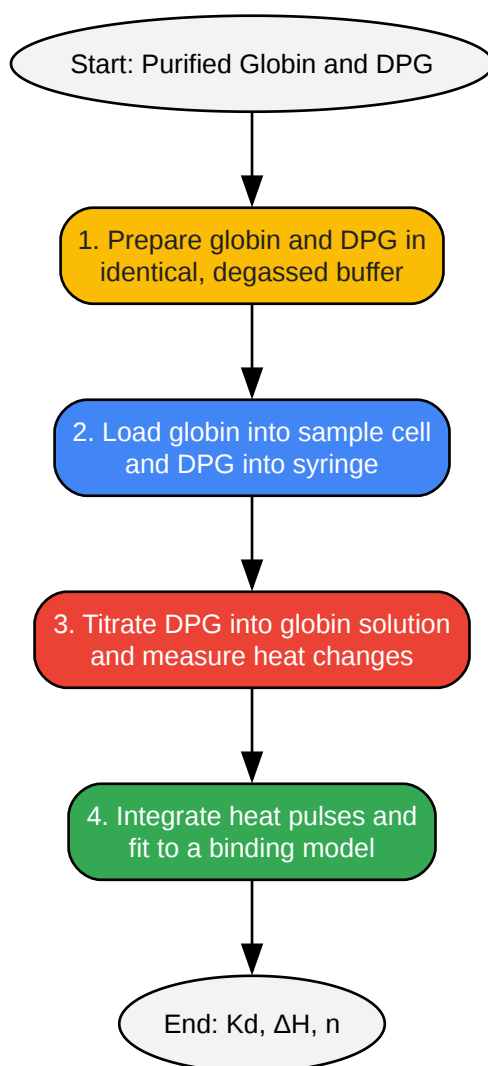 Start: Purified Globin and DPG
1. Prepare globin and DPG in
identical, degassed buffer
2. Load globin into sample cell
and DPG into syringe
3. Titrate DPG into globin solution
and measure heat changes
4. Integrate heat pulses and
fit to a binding model
End: Kd, ΔH, n